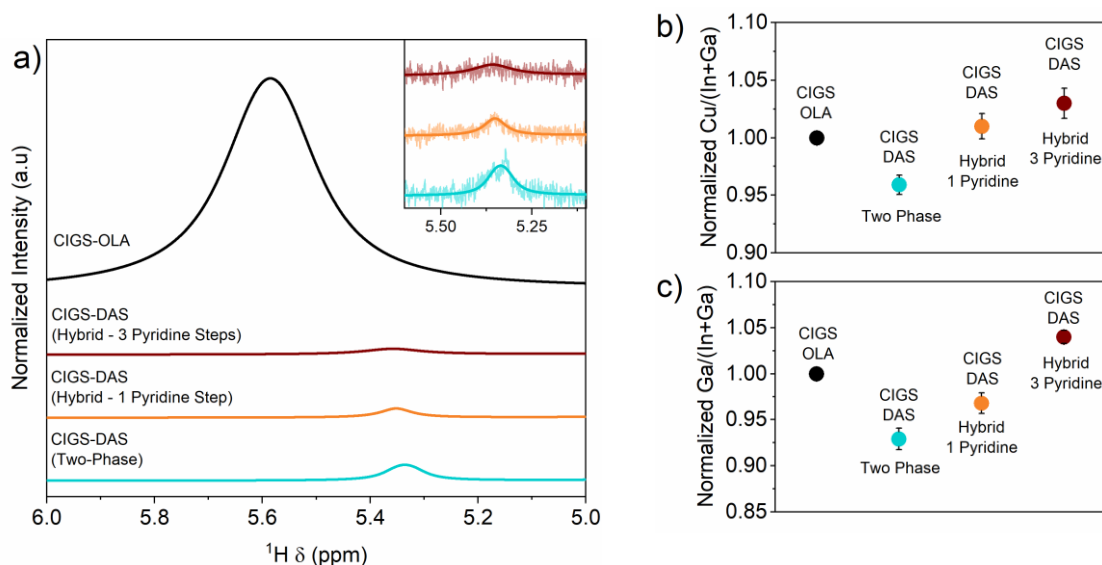 a)
Normalized Intensity (a.u)
CIGS-OLA
CIGS-DAS
(Hybrid - 3 Pyridine Steps)
CIGS-DAS
(Hybrid - 1 Pyridine Step)
CIGS-DAS
(Two-Phase)
5.50 5.25
6.0 5.8 5.6 5.4 5.2 5.0
¹H δ (ppm)
b)
Normalized Cu/(In+Ga)
1.10
1.05
1.00
0.95
0.90
CIGS
OLA
CIGS
DAS
Two Phase
CIGS
DAS
Hybrid
1 Pyridine
CIGS
DAS
Hybrid
3 Pyridine
c)
Normalized Ga/(In+Ga)
1.10
1.05
1.00
0.95
0.90
0.85
CIGS
OLA
CIGS
DAS
Two Phase
CIGS
DAS
Hybrid
1 Pyridine
CIGS
DAS
Hybrid
3 Pyridine